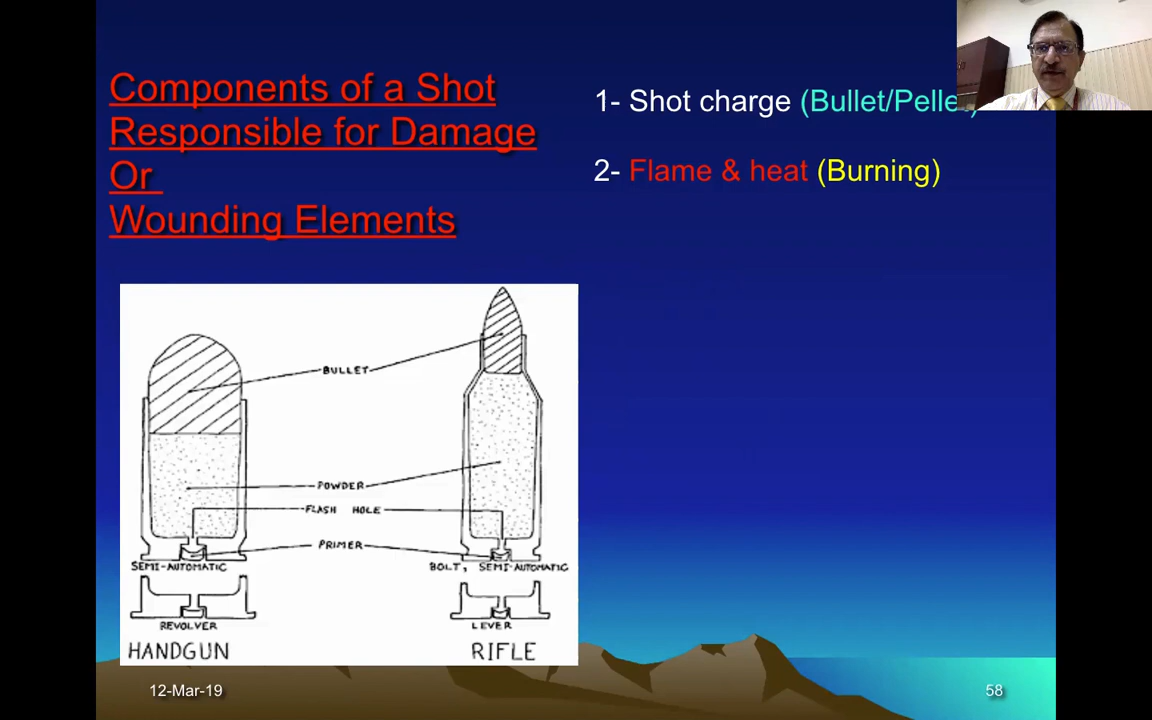 Components of a Shot
Responsible for Damage
Or
Wounding Elements
1- Shot charge (Bullet/Pellet)
2- Flame & heat (Burning)
BULLET
POWDER
FLASH HOLE
PRIMER
SEMI-AUTOMATIC
BOLT, SEMI-AUTOMATIC
REVOLVER
LEVER
HANDGUN
RIFLE
12-Mar-19
58